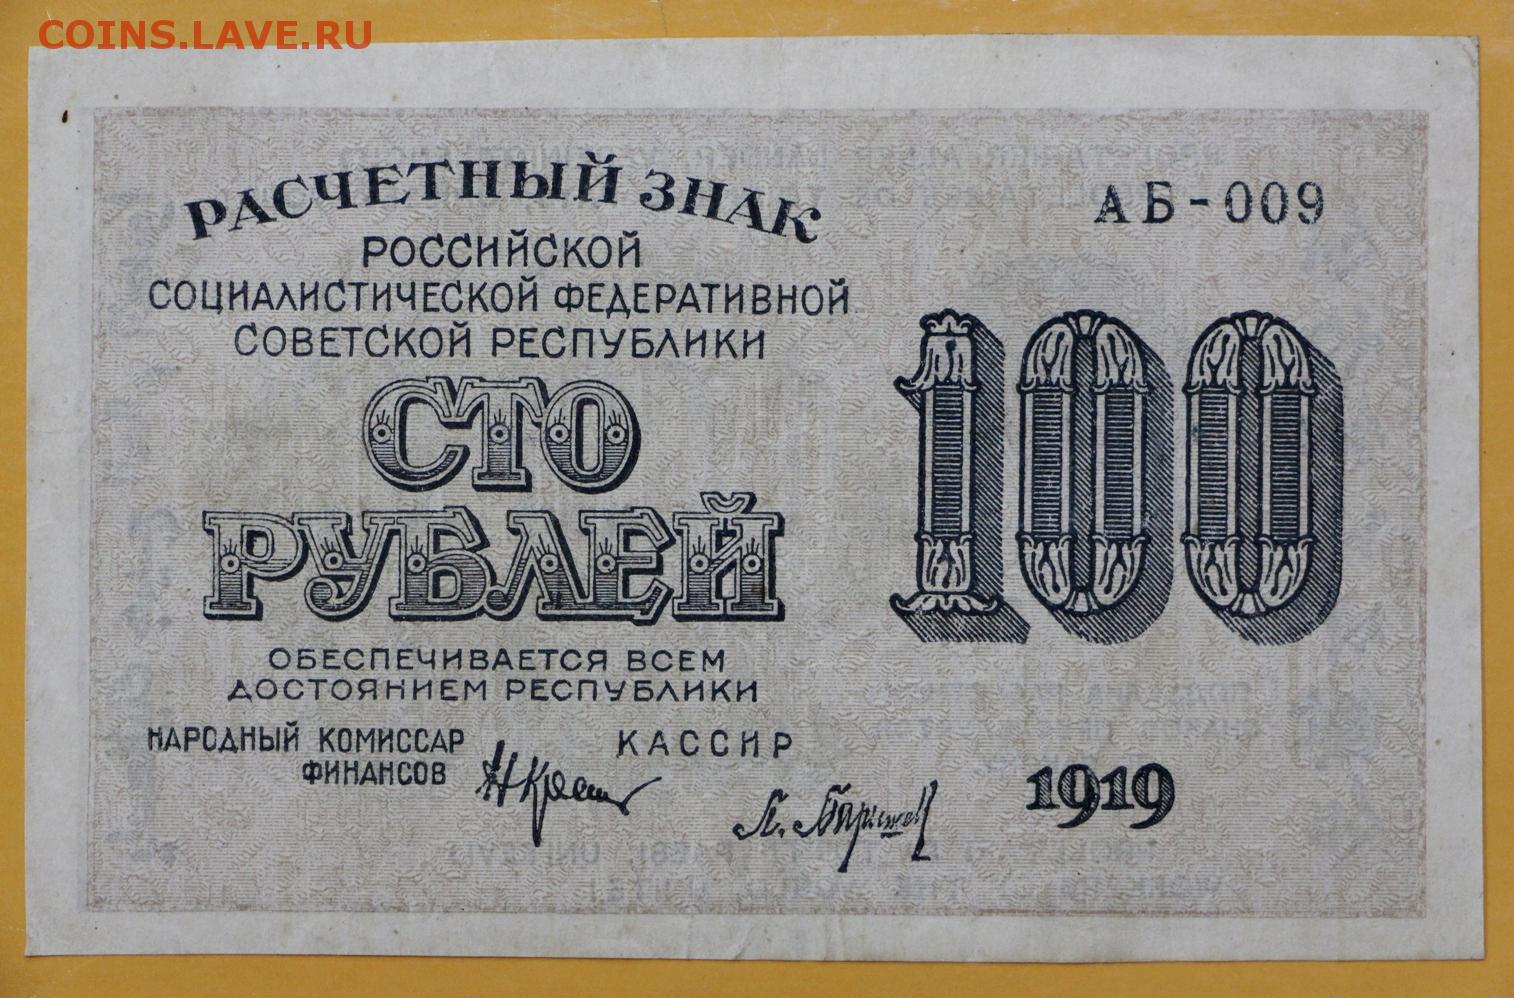 COINS.LAVE.RU
РАСЧЕТНЫЙ ЗНАК
РОССИЙСКОЙ
СОЦИАЛИСТИЧЕСКОЙ ФЕДЕРАТИВНОЙ
СОВЕТСКОЙ РЕСПУБЛИКИ
СТО
РУБЛЕЙ
ОБЕСПЕЧИВАЕТСЯ ВСЕМ
ДОСТОЯНИЕМ РЕСПУБЛИКИ
НАРОДНЫЙ КОМИССАР
ФИНАНСОВ
КАССИР
АБ-009
100
1919